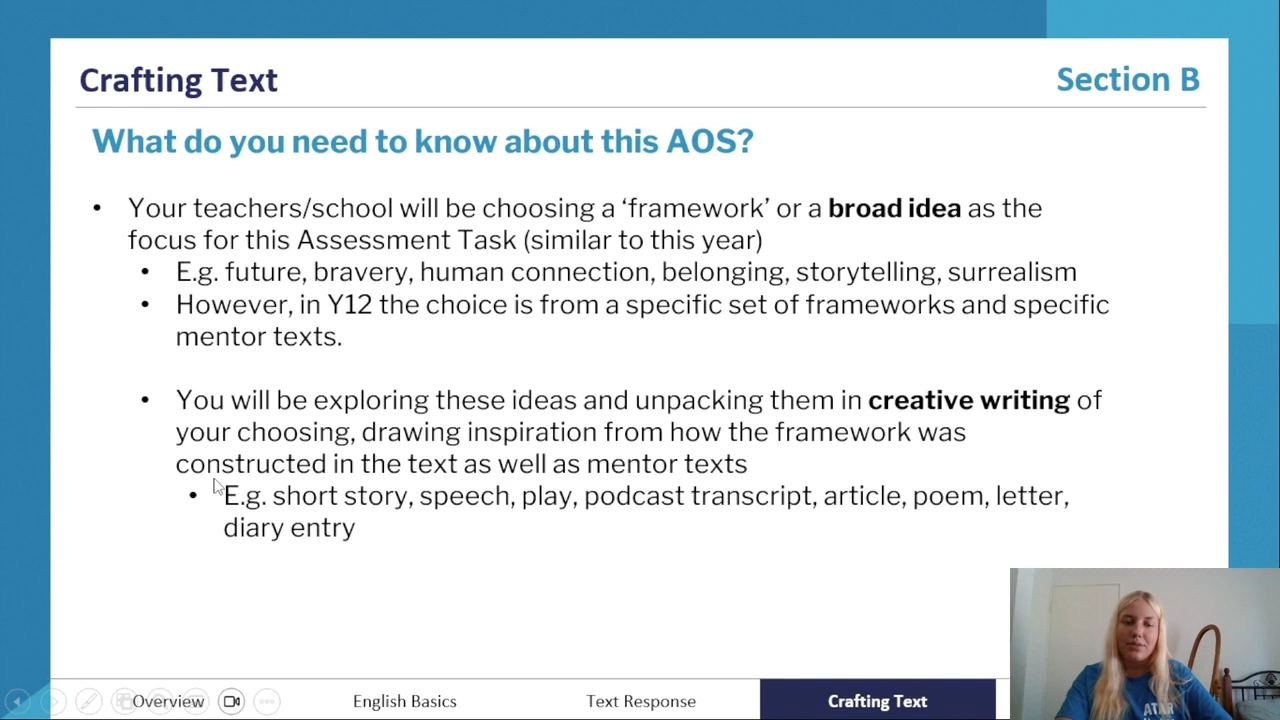 Crafting Text
Section B
What do you need to know about this AOS?
• Your teachers/school will be choosing a ‘framework’ or a broad idea as the
focus for this Assessment Task (similar to this year)
• E.g. future, bravery, human connection, belonging, storytelling, surrealism
• However, in Y12 the choice is from a specific set of frameworks and specific
mentor texts.
• You will be exploring these ideas and unpacking them in creative writing of
your choosing, drawing inspiration from how the framework was
constructed in the text as well as mentor texts
• E.g. short story, speech, play, podcast transcript, article, poem, letter,
diary entry
Overview
English Basics
Text Response
Crafting Text
ATAR